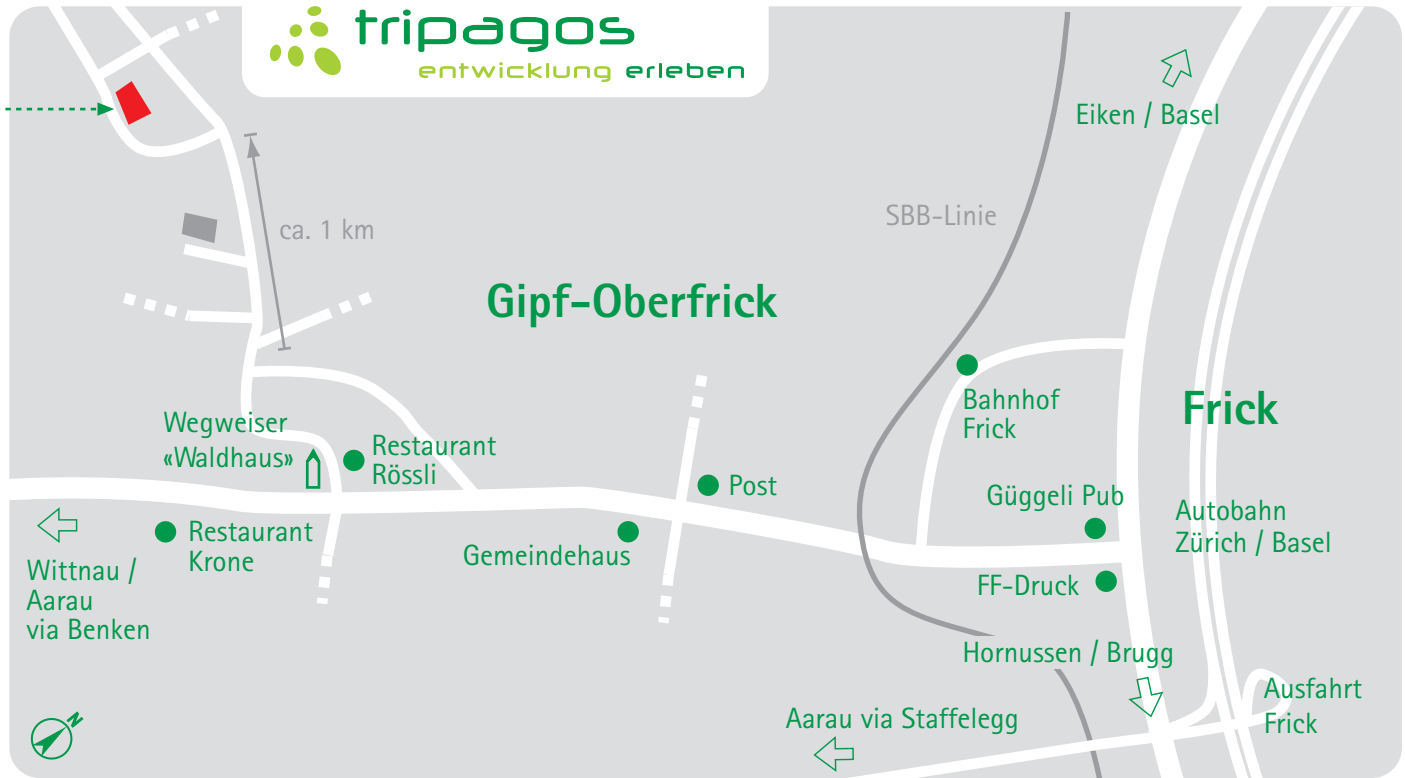 tripagos
entwicklung erleben
Eiken / Basel
SBB-Linie
ca. 1 km
Gipf-Oberfrick
Bahnhof
Frick
Frick
Wegweiser
«Waldhaus»
Restaurant
Rössli
Post
Güggeli Pub
Autobahn
Zürich / Basel
Restaurant
Krone
Gemeindehaus
FF-Druck
Wittnau /
Aarau
via Benken
Hornussen / Brugg
Ausfahrt
Frick
Aarau via Staffelegg
N